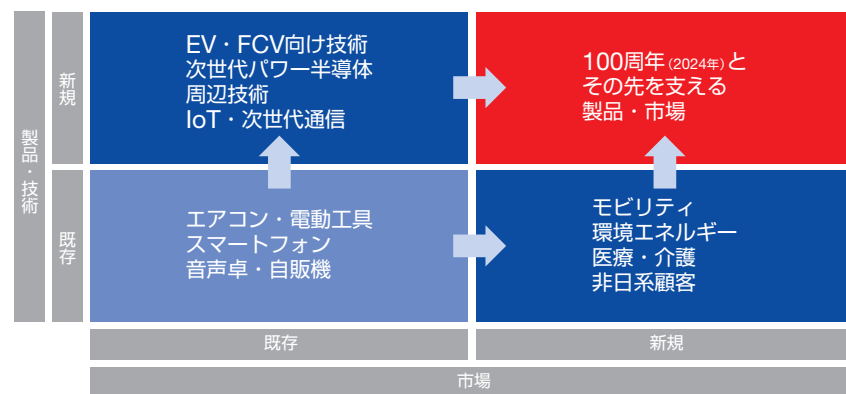 製品・技術
新規
EV・FCV向け技術
次世代パワー半導体
周辺技術
IoT・次世代通信
100周年(2024年)と
その先を支える
製品・市場
既存
エアコン・電動工具
スマートフォン
音声卓・自販機
モビリティ
環境エネルギー
医療・介護
非日系顧客
既存
新規
市場